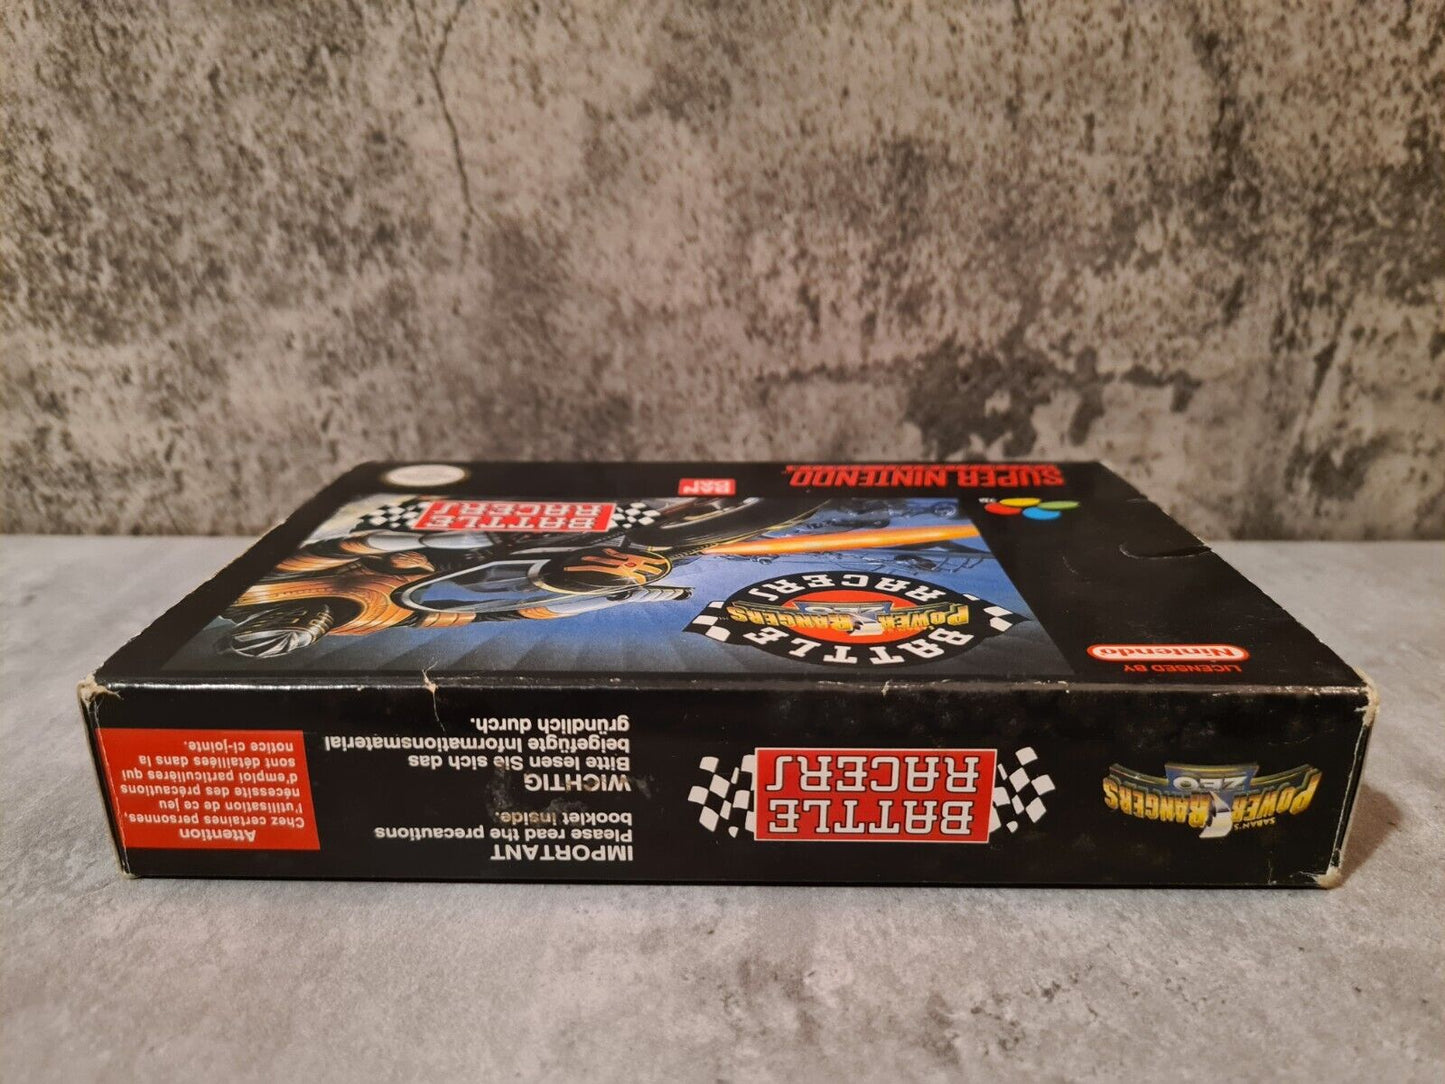 SABAN'S
POWER RANGERS
ZEO
BATTLE
RACERS
IMPORTANT
Please read the precautions
booklet inside.
WICHTIG
Bitte lesen Sie sich das
beigefügte Informationsmaterial
gründlich durch.
Attention
Chez certaines personnes,
l'utilisation de ce jeu
nécessite des précautions
d'emploi particulières qui
sont détaillées dans la
notice ci-jointe.
LICENSED BY
Nintendo
BATTLE
POWER RANGERS
ZEO
RACERS
BATTLE
RACERS
SUPER NINTENDO
BAN
DAI